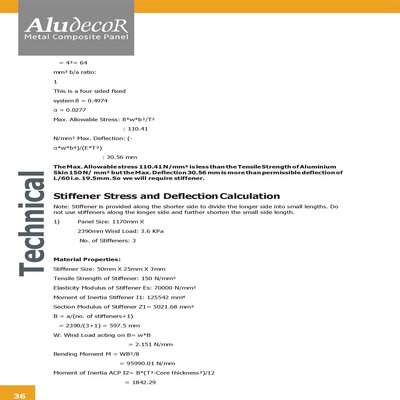 AludecoR
Metal Composite Panel
= 4³= 64
mm³ b/a ratio:
1
This is a four sided fixed
system ß = 0.4974
α = 0.0277
Max. Allowable Stress: ß*w*b²/T²
: 110.41
N/mm² Max. Deflection: (-
α*w*b⁴)/(E*T³)
: 30.56 mm
The Max. Allowable stress 110.41 N/mm² is less than the Tensile Strength of Aluminium
Skin 150 N/ mm² but the Max. Deflection 30.56 mm is more than permissible deflection of
L/60 i.e. 19.5mm. So we will require stiffener.
Technical
Stiffener Stress and Deflection Calculation
Note: Stiffener is provided along the shorter side to divide the longer side into small lengths. Do
not use stiffeners along the longer side and further shorten the small side length.
1) Panel Size: 1170mm X
2390mm Wind Load: 3.6 KPa
No. of Stiffeners: 3
Material Properties:
Stiffener Size: 50mm X 25mm X 3mm
Tensile Strength of Stiffener: 150 N/mm²
Elasticity Modulus of Stiffener Es: 70000 N/mm²
Moment of Inertia Stiffener I1: 125542 mm⁴
Section Modulus of Stiffener Z1= 5021.68 mm³
B = a/(no. of stiffeners+1)
= 2390/(3+1) = 597.5 mm
W: Wind Load acting on B= w*B
= 2.151 N/mm
Bending Moment M = WB²/8
= 95990.01 N/mm
Moment of Inertia ACP I2= B*(T³-Core thickness³)/12
= 1842.29
36